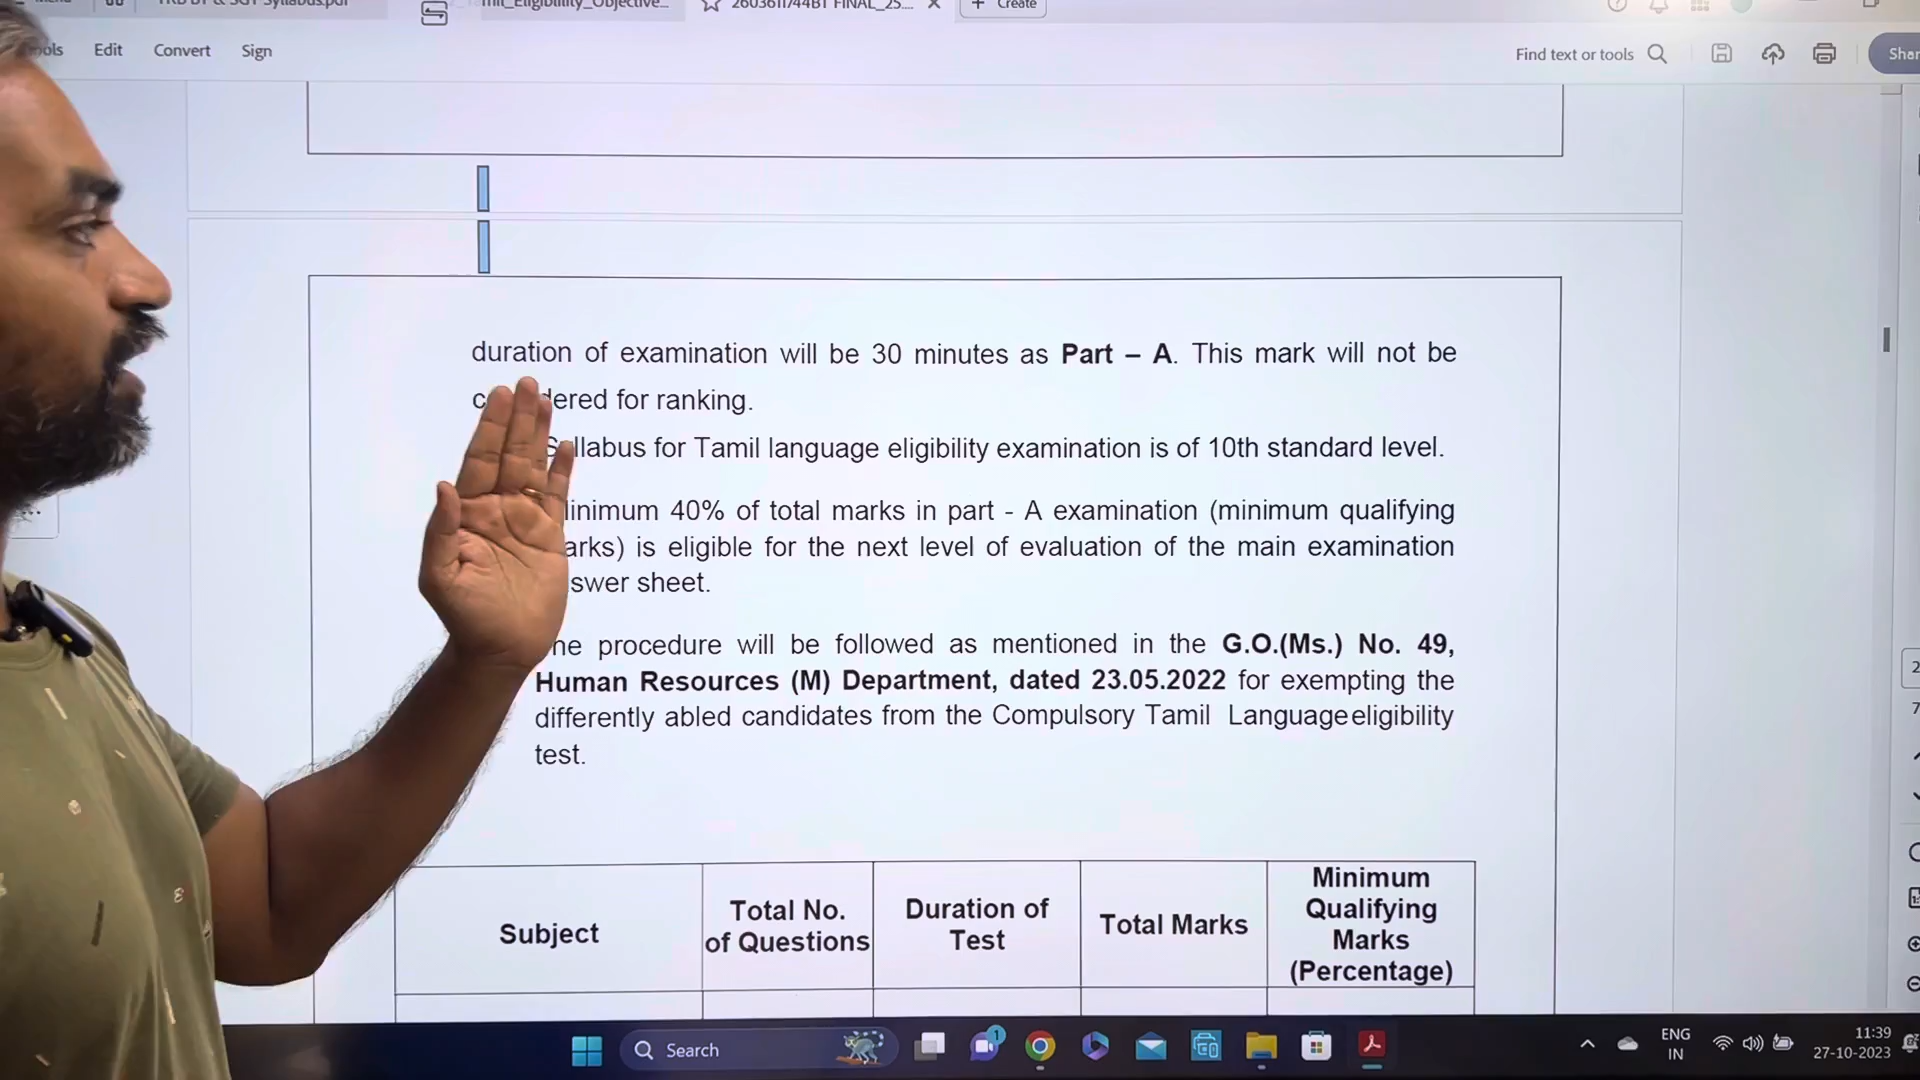 Edit Convert Sign
Find text or tools
Create
duration of examination will be 30 minutes as Part – A. This mark will not be
for ranking.
Syllabus for Tamil language eligibility examination is of 10th standard level.
40% of total marks in part - A examination (minimum qualifying
is eligible for the next level of evaluation of the main examination
sheet.
procedure will be followed as mentioned in the G.O.(Ms.) No. 49,
Human Resources (M) Department, dated 23.05.2022 for exempting the
differently abled candidates from the Compulsory Tamil Language eligibility
test.
Subject
Total No.
of Questions
Duration of
Test
Total Marks
Minimum
Qualifying
Marks
(Percentage)
Search
1
ENG
IN
11:39
27-10-2023